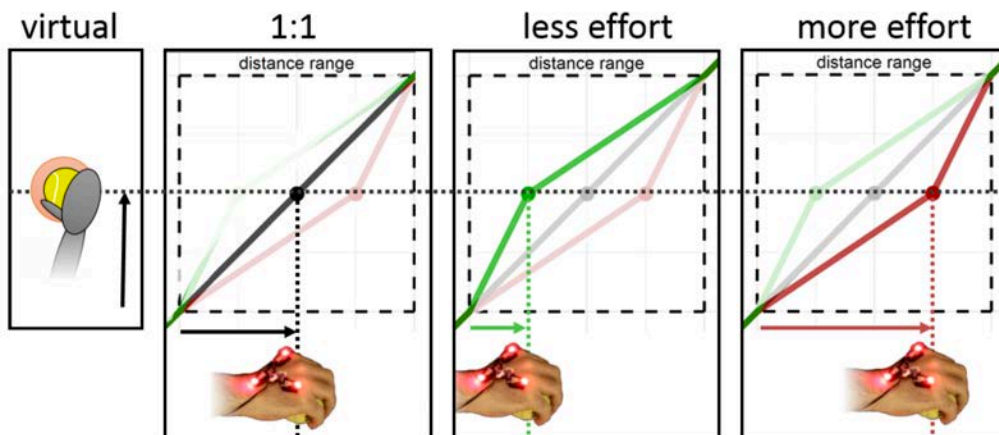 virtual
1:1
less effort
more effort
distance range
distance range
distance range